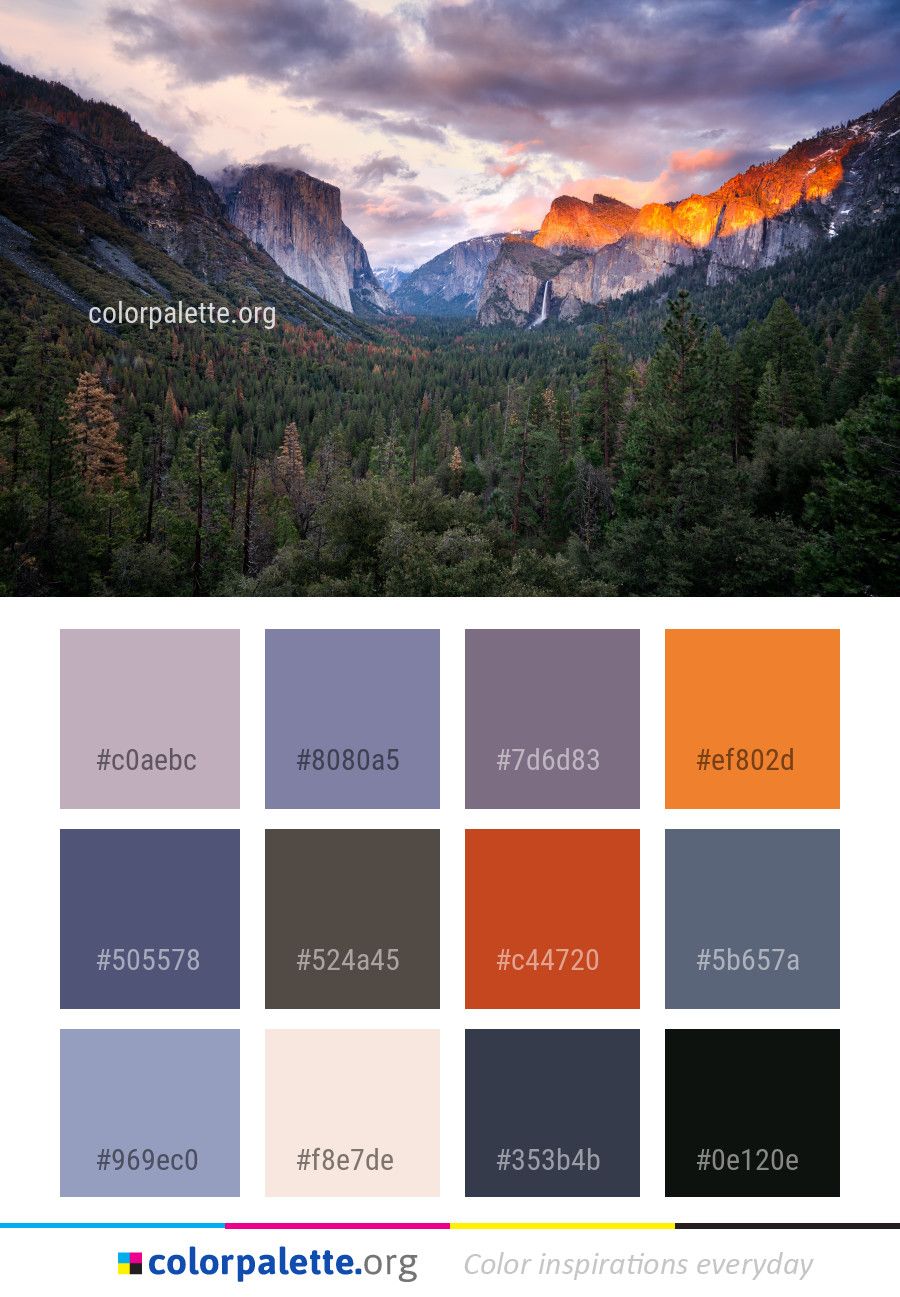 colorpalette.org
#c0aebc #8080a5 #7d6d83 #ef802d
#505578 #524a45 #c44720 #5b657a
#969ec0 #f8e7de #353b4b #0e120e
colorpalette.org Color inspirations everyday